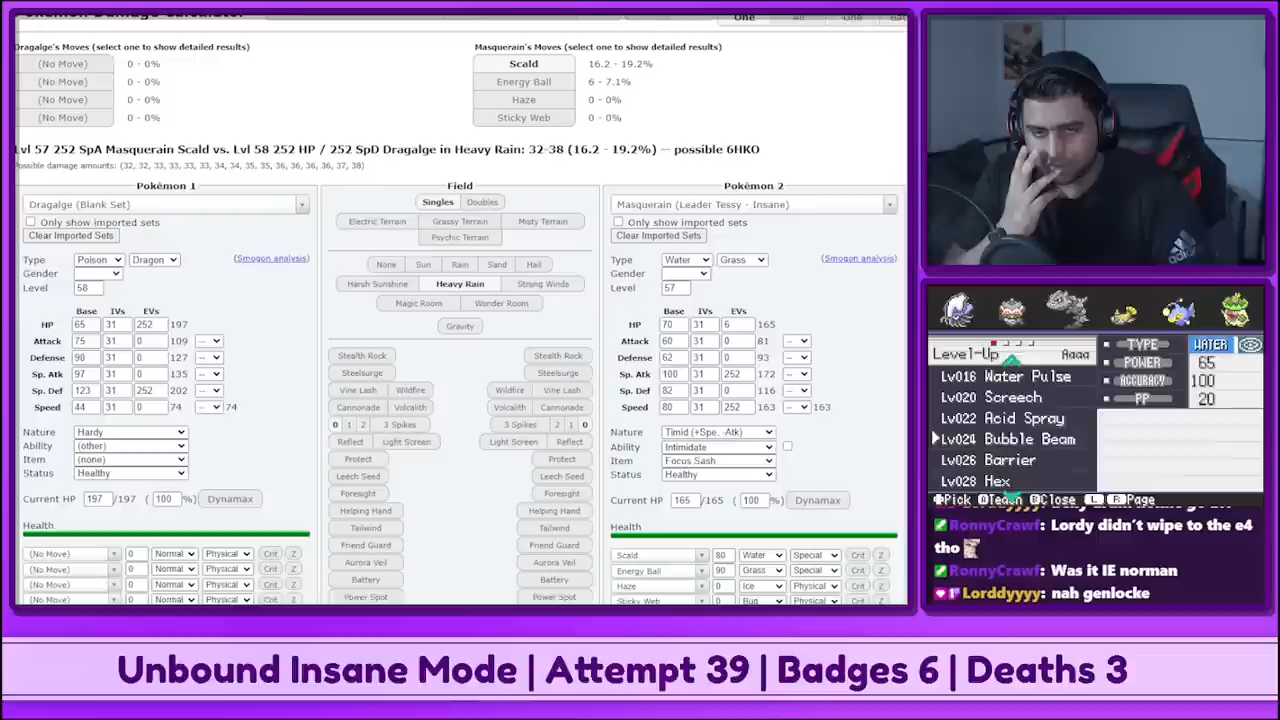 One
Dragalge's Moves (select one to show detailed results)
Masquerain's Moves (select one to show detailed results)
(No Move) 0 - 0%
Scald 16.2 - 19.2%
(No Move) 0 - 0%
Energy Ball 6 - 7.1%
(No Move) 0 - 0%
Haze 0 - 0%
(No Move) 0 - 0%
Sticky Web 0 - 0%
Lvl 57 252 SpA Masquerain Scald vs. Lvl 58 252 HP / 252 SpD Dragalge in Heavy Rain: 32-38 (16.2 - 19.2%) -- possible 6HKO
Possible damage amounts: (32, 32, 33, 33, 33, 33, 34, 34, 35, 35, 36, 36, 36, 36, 37, 38)
Pokémon 1
Dragalge (Blank Set)
Only show imported sets
Clear Imported Sets
Type Poison Dragon (Smogon analysis)
Gender
Level 58
Base IVs EVs
HP 65 31 252 197
Attack 75 31 0 109 --
Defense 90 31 0 127 --
Sp. Atk 97 31 0 135 --
Sp. Def 123 31 252 202 --
Speed 44 31 0 74 -- 74
Nature Hardy
Ability (other)
Item (none)
Status Healthy
Current HP 197 /197 ( 100 %) Dynamax
Health
(No Move) 0 Normal Physical Crit Z
(No Move) 0 Normal Physical Crit Z
(No Move) 0 Normal Physical Crit Z
(No Move) 0 Normal Physical Crit Z
Field
Singles Doubles
Electric Terrain Grassy Terrain Misty Terrain
Psychic Terrain
None Sun Rain Sand Hail
Harsh Sunshine Heavy Rain Strong Winds
Magic Room Wonder Room
Gravity
Stealth Rock Stealth Rock
Steelsurge Steelsurge
Vine Lash Wildfire Wildfire Vine Lash
Cannonade Volcalith Volcalith Cannonade
0 1 2 3 Spikes 3 Spikes 2 1 0
Reflect Light Screen Light Screen Reflect
Protect Protect
Leech Seed Leech Seed
Foresight Foresight
Helping Hand Helping Hand
Tailwind Tailwind
Friend Guard Friend Guard
Aurora Veil Aurora Veil
Battery Battery
Power Spot Power Spot
Pokémon 2
Masquerain (Leader Tessy - Insane)
Only show imported sets
Clear Imported Sets
Type Water Grass (Smogon analysis)
Gender
Level 57
Base IVs EVs
HP 70 31 6 165
Attack 60 31 0 81 --
Defense 62 31 0 93 --
Sp. Atk 100 31 252 172 --
Sp. Def 82 31 0 116 --
Speed 80 31 252 163 -- 163
Nature Timid (+Spe, -Atk)
Ability Intimidate
Item Focus Sash
Status Healthy
Current HP 165 /165 ( 100 %) Dynamax
Health
Scald 80 Water Special Crit Z
Energy Ball 90 Grass Special Crit Z
Haze 0 Ice Physical Crit Z
Sticky Web 0 Bug Physical Crit Z
adidas
Level-Up Aaaa
Lv016 Water Pulse
Lv020 Screech
Lv022 Acid Spray
Lv024 Bubble Beam
Lv026 Barrier
Lv028 Hex
TYPE WATER
POWER 65
ACCURACY 100
PP 20
Pick Teach Close L R Page
RonnyCrawf: Lordy didn't wipe to the e4
tho
RonnyCrawf: Was it IE norman
Lorddyyyy: nah genlocke
Unbound Insane Mode | Attempt 39 | Badges 6 | Deaths 3